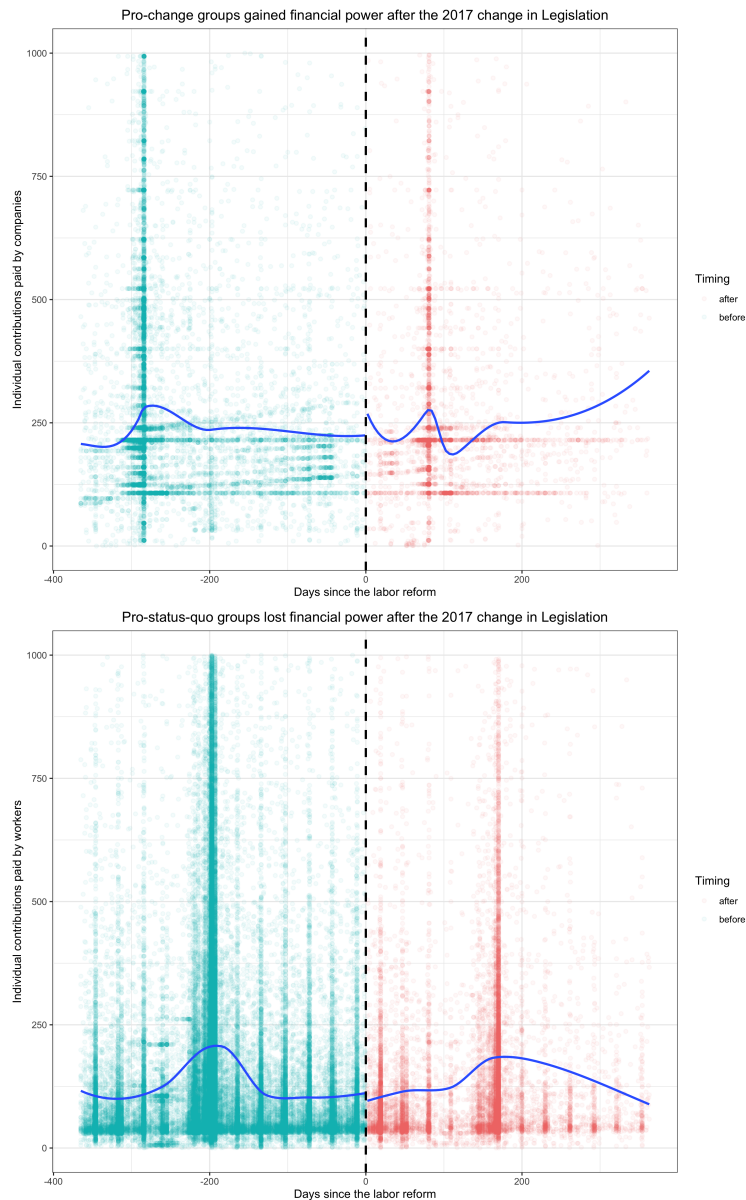 Pro-change groups gained financial power after the 2017 change in Legislation
1000
750
500
250
0
Individual contributions paid by companies
-400
-200
0
200
Days since the labor reform
Timing
after
before
Pro-status-quo groups lost financial power after the 2017 change in Legislation
1000
750
500
250
0
Individual contributions paid by workers
-400
-200
0
200
Days since the labor reform
Timing
after
before